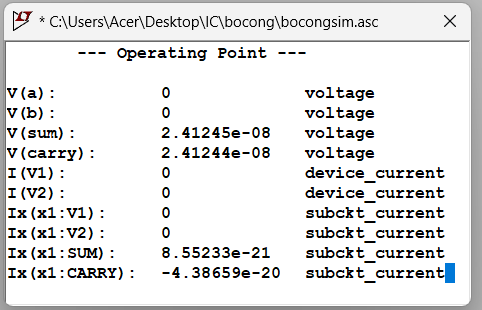 * C:\Users\Acer\Desktop\IC\bocong\bocongsim.asc
--- Operating Point ---
V(a): 0 voltage
V(b): 0 voltage
V(sum): 2.41245e-08 voltage
V(carry): 2.41244e-08 voltage
I(V1): 0 device_current
I(V2): 0 device_current
Ix(x1:V1): 0 subckt_current
Ix(x1:V2): 0 subckt_current
Ix(x1:SUM): 8.55233e-21 subckt_current
Ix(x1:CARRY): -4.38659e-20 subckt_current